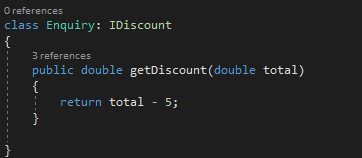 0 references
class Enquiry: IDiscount
{
3 references
public double getDiscount(double total)
{
return total - 5;
}
}